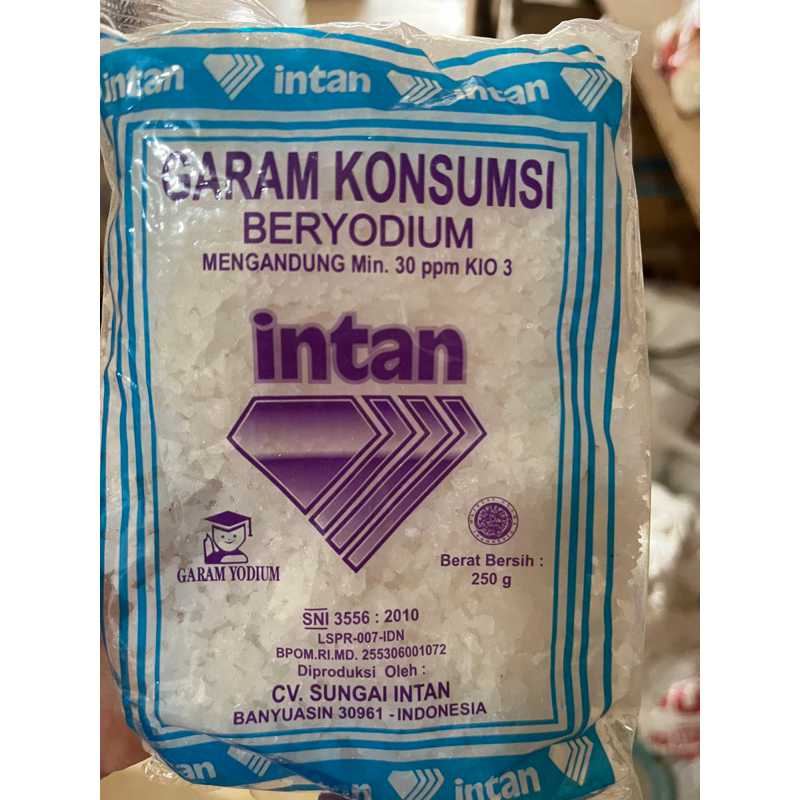 intan intan intan
GARAM KONSUMSI
BERYODIUM
MENGANDUNG Min. 30 ppm KIO 3
intan
GARAM YODIUM
Berat Bersih :
250 g
SNI 3556 : 2010
LSPR-007-IDN
BPOM.RI.MD. 255306001072
Diproduksi Oleh :
CV. SUNGAI INTAN
BANYUASIN 30961 - INDONESIA
an intan intan